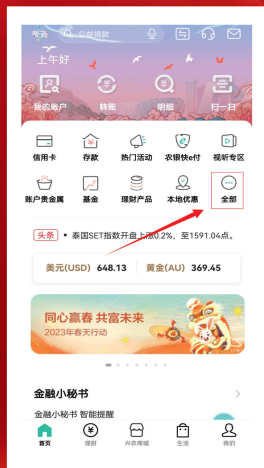 公益捐款
上午好
我的账户 转账 明细 扫一扫
信用卡 存款 热门活动 农银快e付 视听专区
账户贵金属 基金 理财产品 本地优惠 全部
头条 • 泰国SET指数开盘上涨0.2%，至1591.04点。
美元(USD) 648.13 黄金(AU) 369.45
同心赢春 共富未来
2023年春天行动
金融小秘书
金融小秘书 智能提醒
首页 理财 兴农商城 生活 我的